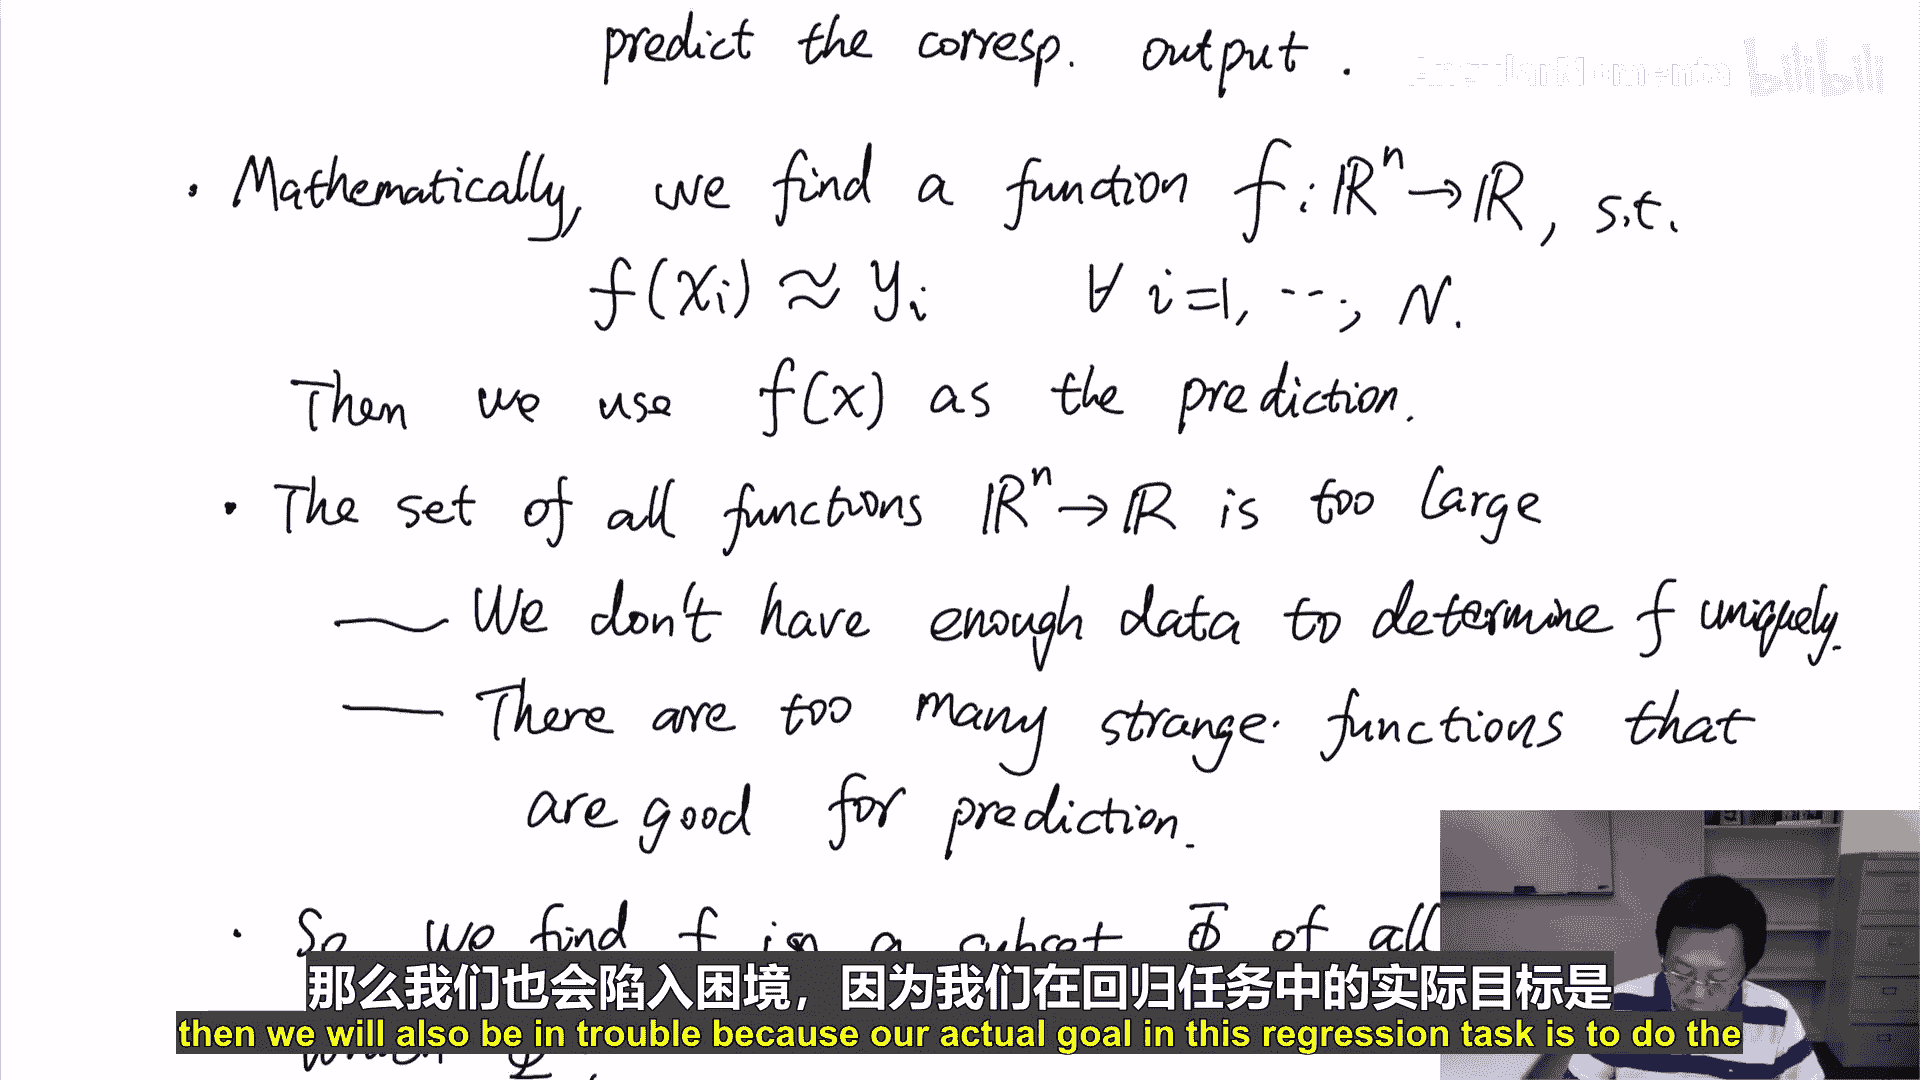 predict the corresp. output.
AngularMomenta bilibili
· Mathematically, we find a function f: ℝⁿ→ℝ, s.t.
f(xᵢ) ≈ yᵢ ∀ i=1, ---, N.
Then we use f(x) as the prediction.
· The set of all functions ℝⁿ→ℝ is too large
— We don't have enough data to determine f uniquely.
— There are too many strange functions that
are good for prediction.
· So we find f in a subset Φ of all
那么我们也会陷入困境，因为我们在回归任务中的实际目标是
then we will also be in trouble because our actual goal in this regression task is to do the